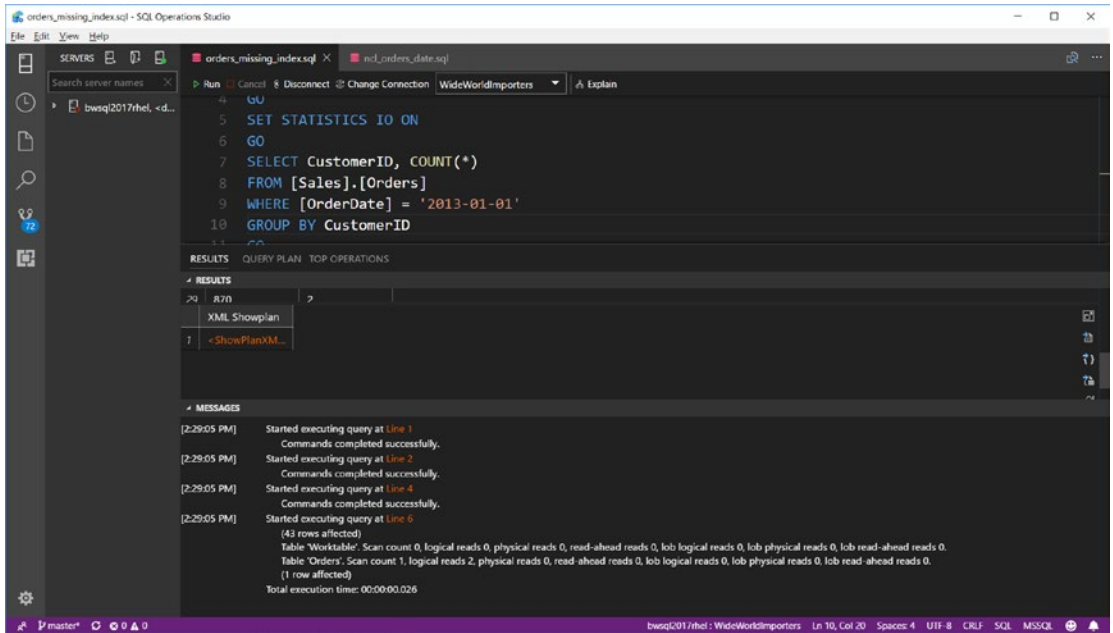 orders_missing_index.sql - SQL Operations Studio
File Edit View Help
SERVERS
orders_missing_index.sql
ncl_orders_date.sql
Search server names
Run Cancel Disconnect Change Connection WideWorldImporters Explain
bwsql2017rhel, <d...
4 GO
5 SET STATISTICS IO ON
6 GO
7 SELECT CustomerID, COUNT(*)
8 FROM [Sales].[Orders]
9 WHERE [OrderDate] = '2013-01-01'
10 GROUP BY CustomerID
11 GO
72
RESULTS QUERY PLAN TOP OPERATIONS
RESULTS
29 870 2
XML Showplan
1 <ShowPlanXM...
MESSAGES
[2:29:05 PM] Started executing query at Line 1
Commands completed successfully.
[2:29:05 PM] Started executing query at Line 2
Commands completed successfully.
[2:29:05 PM] Started executing query at Line 4
Commands completed successfully.
[2:29:05 PM] Started executing query at Line 6
(43 rows affected)
Table 'Worktable'. Scan count 0, logical reads 0, physical reads 0, read-ahead reads 0, lob logical reads 0, lob physical reads 0, lob read-ahead reads 0.
Table 'Orders'. Scan count 1, logical reads 2, physical reads 0, read-ahead reads 0, lob logical reads 0, lob physical reads 0, lob read-ahead reads 0.
(1 row affected)
Total execution time: 00:00:00.026
master* 0 0 bwsql2017rhel : WideWorldImporters Ln 10, Col 20 Spaces: 4 UTF-8 CRLF SQL MSSQL